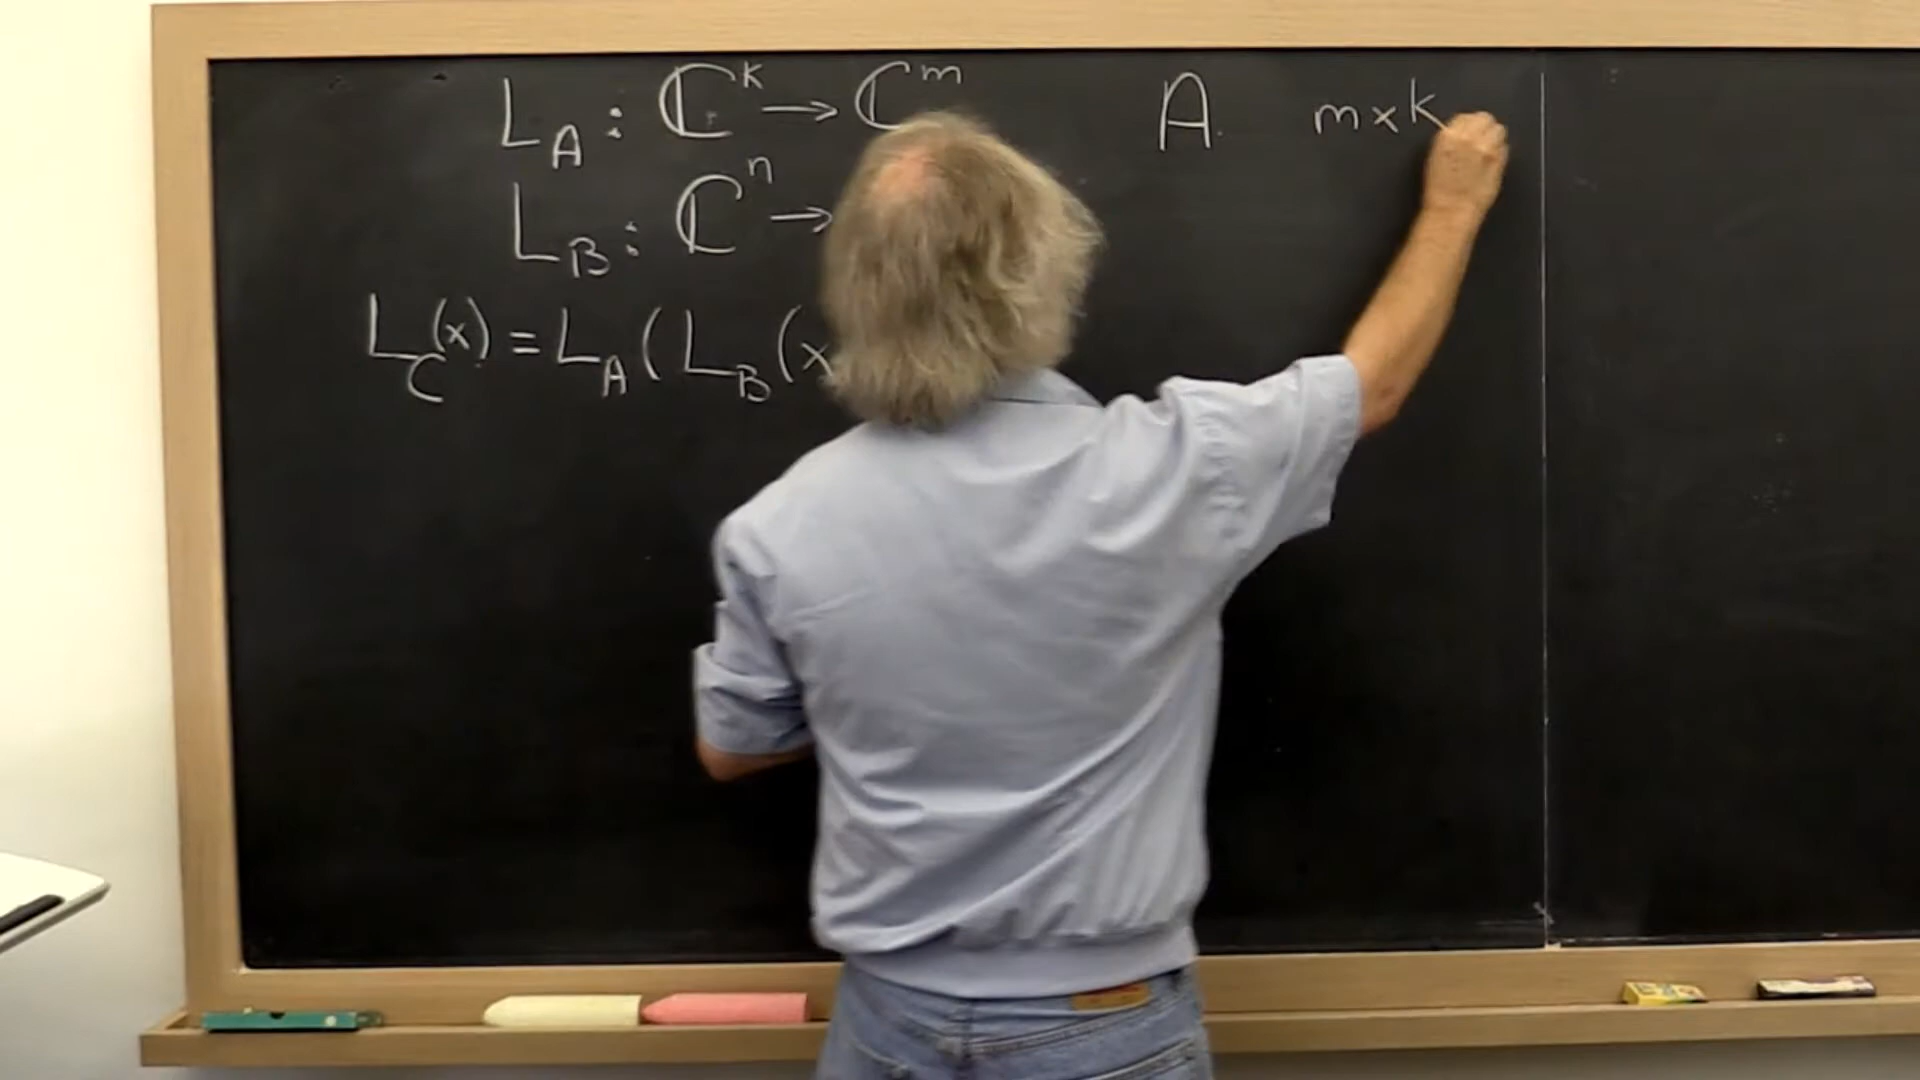 L_A : ℂ^k → ℂ^m A m×k
L_B : ℂ^n →
L_C(x) = L_A(L_B(x